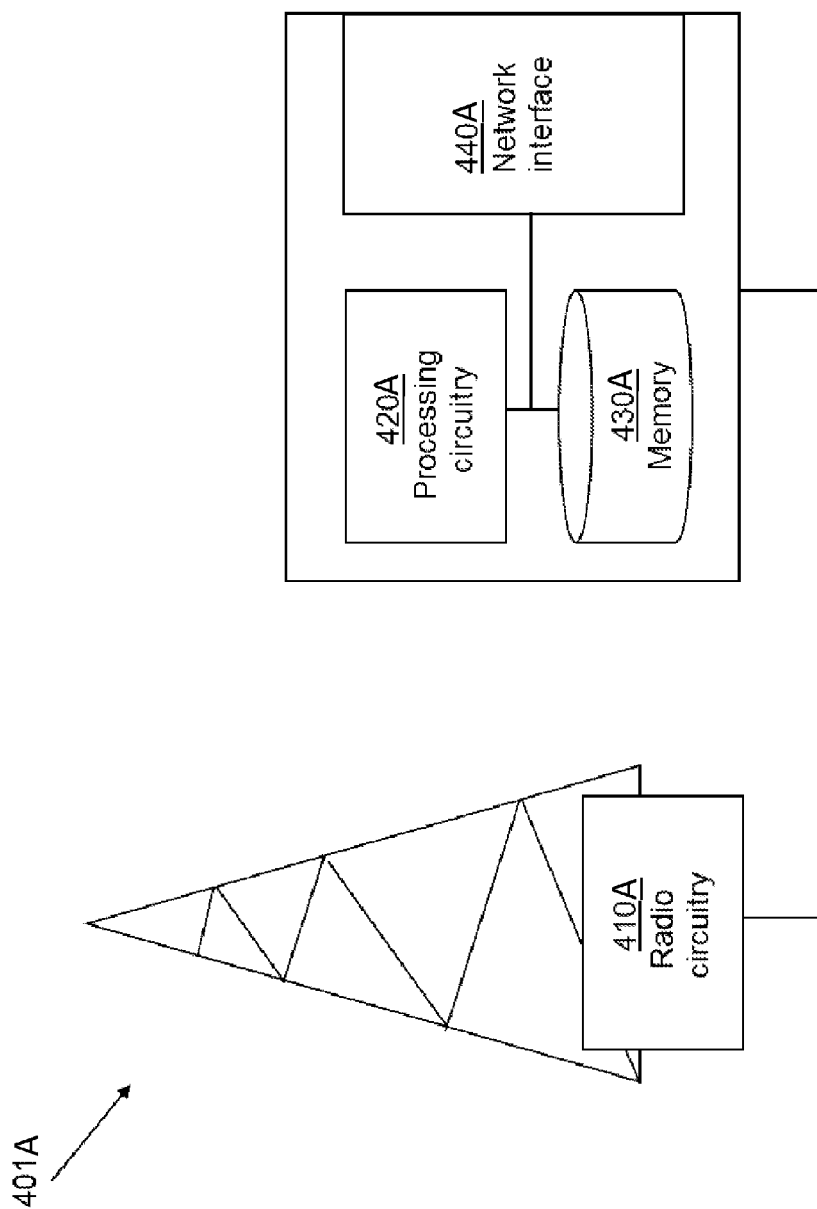 401A
410A
Radio
circuitry
420A
Processing
circuitry
430A
Memory
440A
Network
interface